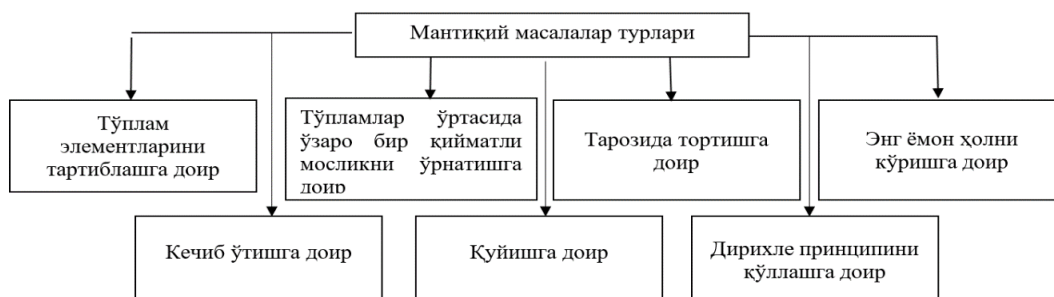 Мантиқий масалалар турлари
Тўплам
элементларини
тартиблашга доир
Тўпламлар ўртасида
ўзаро бир қийматли
мосликни ўрнатишга
доир
Тарозида тортишга
доир
Энг ёмон ҳолни
кўришга доир
Кечиб ўтишга доир
Қуйишга доир
Дирихле принципини
қўллашга доир